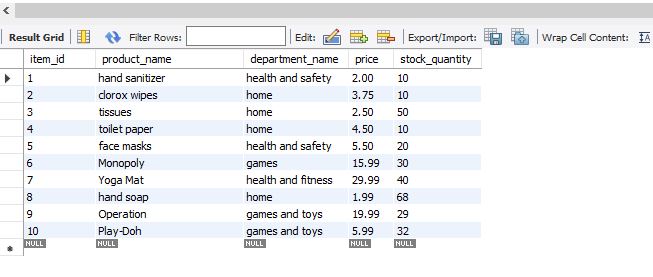 Result Grid Filter Rows: Edit: Export/Import: Wrap Cell Content: IA
item_id product_name department_name price stock_quantity
1 hand sanitizer health and safety 2.00 10
2 clorox wipes home 3.75 10
3 tissues home 2.50 50
4 toilet paper home 4.50 10
5 face masks health and safety 5.50 20
6 Monopoly games 15.99 30
7 Yoga Mat health and fitness 29.99 40
8 hand soap home 1.99 68
9 Operation games and toys 19.99 29
10 Play-Doh games and toys 5.99 32
NULL NULL NULL NULL NULL